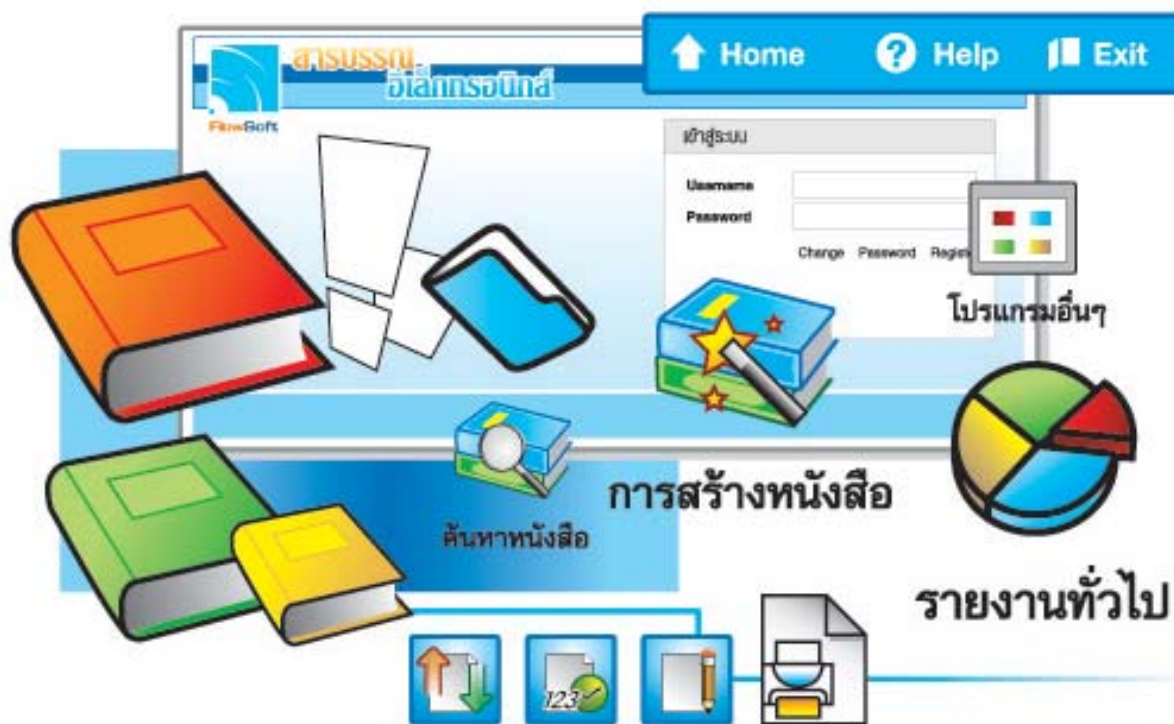 สารบรรณ
อิเล็กทรอนิกส์
FlowSoft
Home Help Exit
เข้าสู่ระบบ
Username
Password
Change Password Regist
โปรแกรมอื่นๆ
การสร้างหนังสือ
ค้นหาหนังสือ
รายงานทั่วไป
123